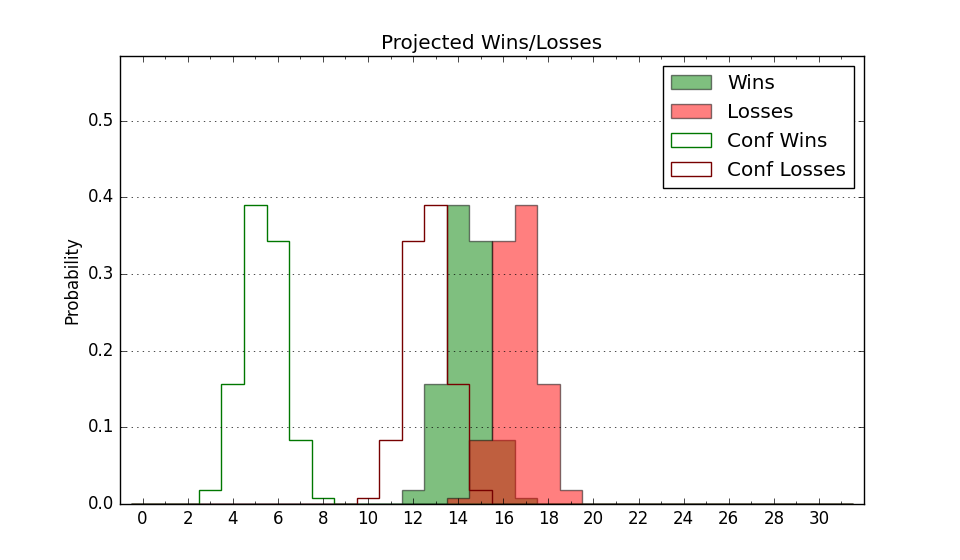 Projected Wins/Losses
Wins
Losses
Conf Wins
Conf Losses
Probability
0.5
0.4
0.3
0.2
0.1
0.0
0 2 4 6 8 10 12 14 16 18 20 22 24 26 28 30